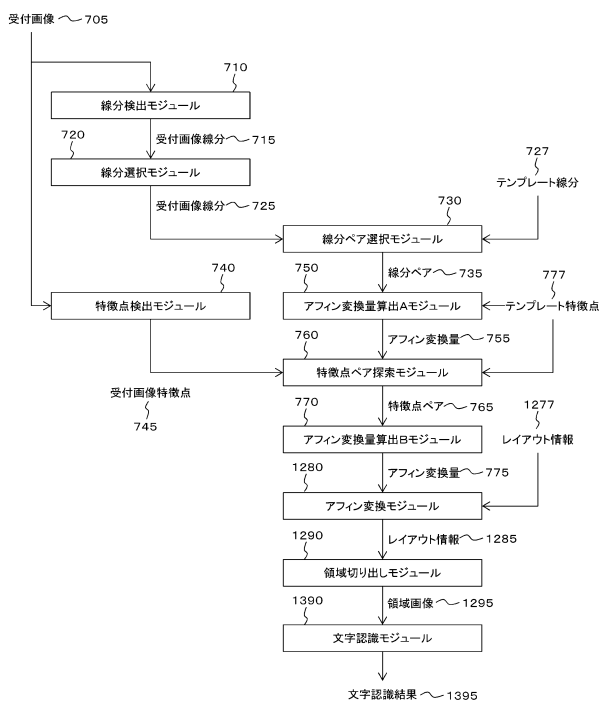 受付画像 705
710
線分検出モジュール
受付画像線分 715
720
線分選択モジュール
受付画像線分 725
727
テンプレート線分
730
線分ペア選択モジュール
線分ペア 735
740
特徴点検出モジュール
750
アフィン変換量算出Aモジュール
777
テンプレート特徴点
アフィン変換量 755
760
特徴点ペア探索モジュール
受付画像特徴点
745
特徴点ペア 765
770
アフィン変換量算出Bモジュール
1277
レイアウト情報
アフィン変換量 775
1280
アフィン変換モジュール
レイアウト情報 1285
1290
領域切り出しモジュール
領域画像 1295
1390
文字認識モジュール
文字認識結果 1395